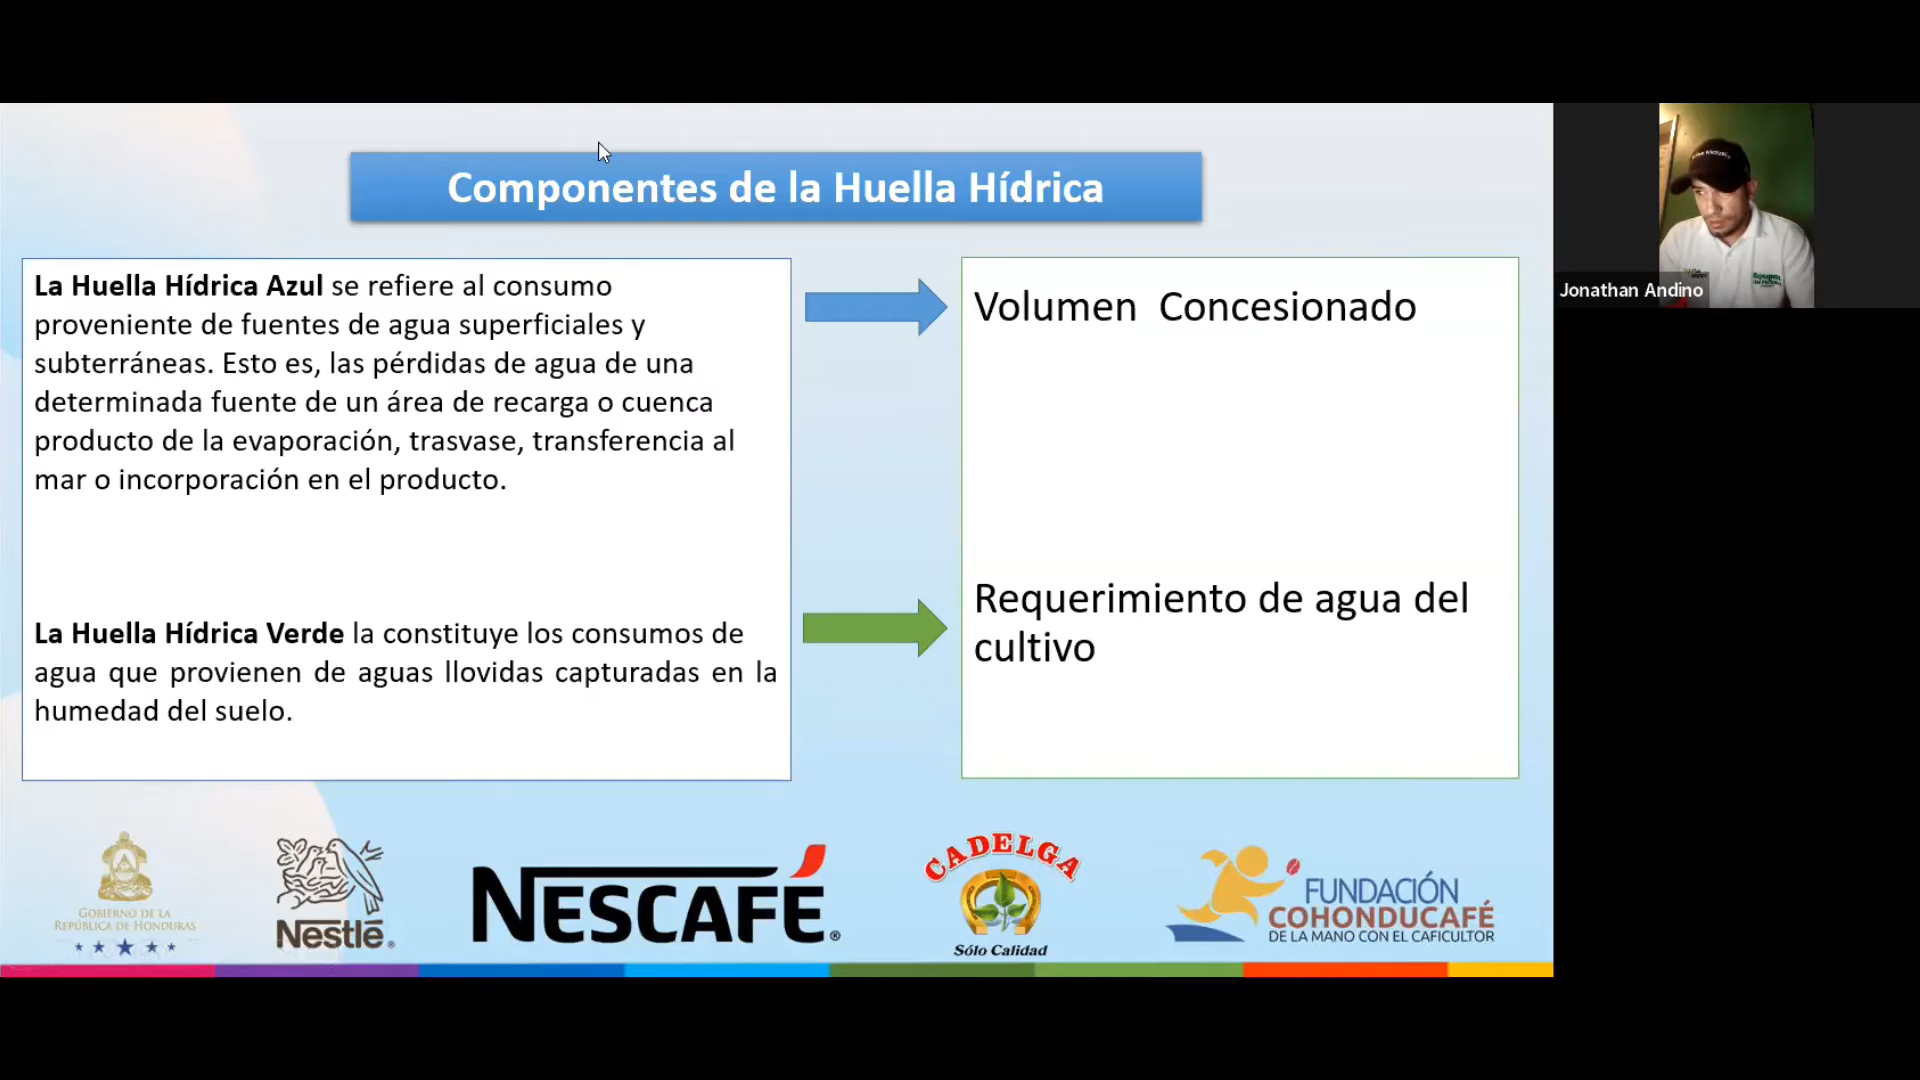 Componentes de la Huella Hídrica
La Huella Hídrica Azul se refiere al consumo
proveniente de fuentes de agua superficiales y
subterráneas. Esto es, las pérdidas de agua de una
determinada fuente de un área de recarga o cuenca
producto de la evaporación, trasvase, transferencia al
mar o incorporación en el producto.
La Huella Hídrica Verde la constituye los consumos de
agua que provienen de aguas llovidas capturadas en la
humedad del suelo.
Volumen Concesionado
Requerimiento de agua del
cultivo
Jonathan Andino
GOBIERNO DE LA
REPÚBLICA DE HONDURAS
Nestlé®
NESCAFÉ®
CADELGA
Sólo Calidad
FUNDACIÓN
COHONDUCAFÉ
DE LA MANO CON EL CAFICULTOR